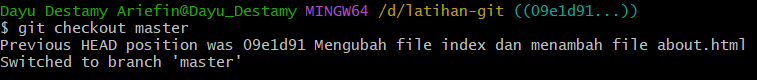 Dayu Destamy Ariefin@Dayu_Destamy MINGW64 /d/latihan-git ((09e1d91...))
$ git checkout master
Previous HEAD position was 09e1d91 Mengubah file index dan menambah file about.html
Switched to branch 'master'